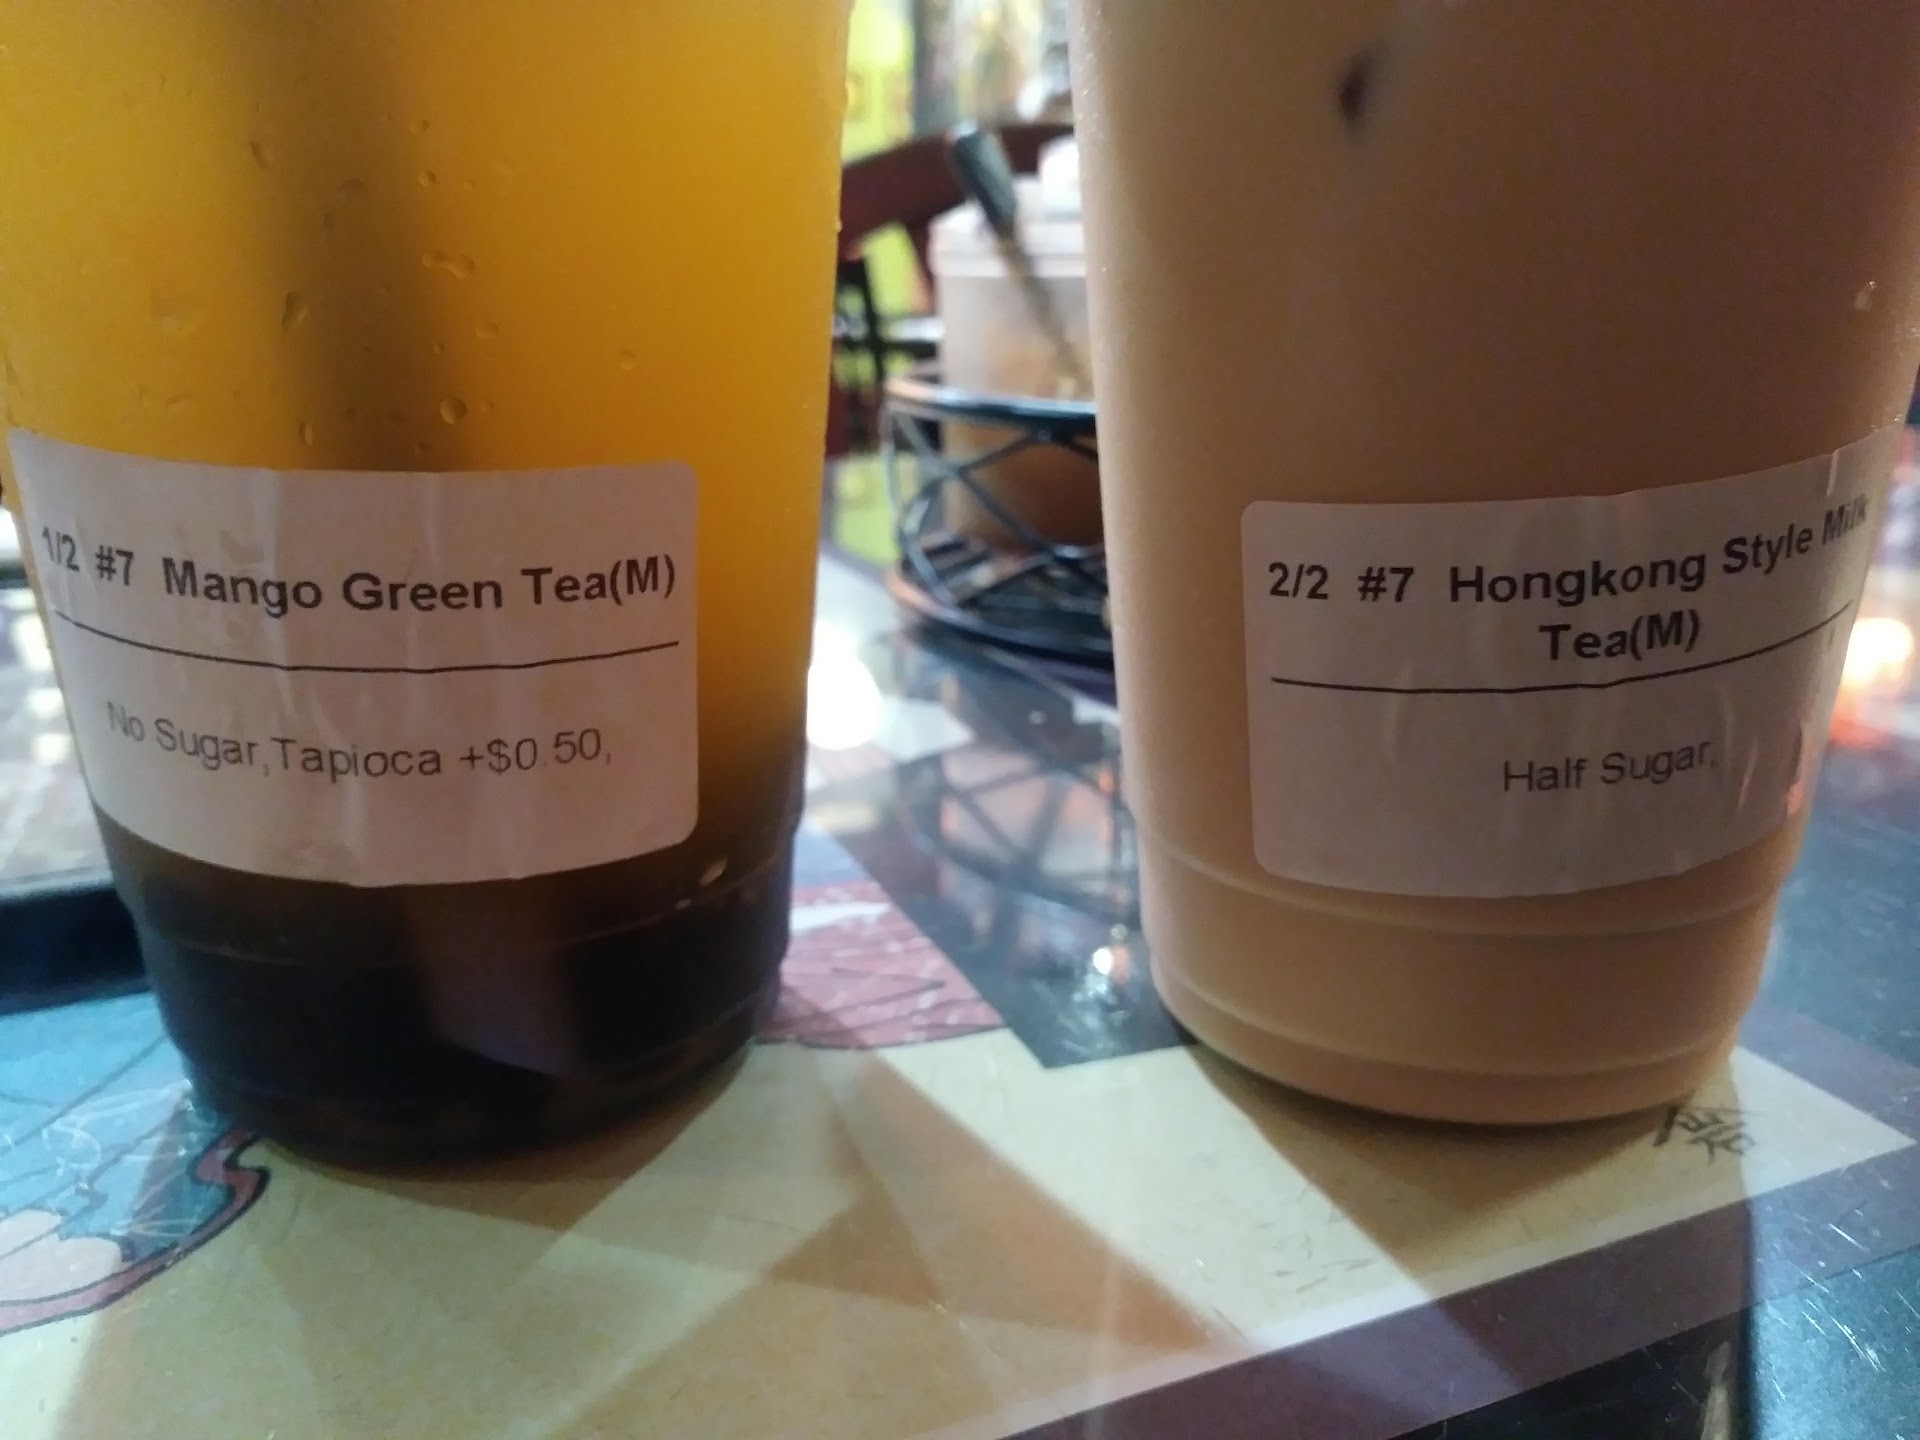 1/2 #7 Mango Green Tea(M)
No Sugar,Tapioca +$0.50,
2/2 #7 Hongkong Style Milk
Tea(M)
Half Sugar,